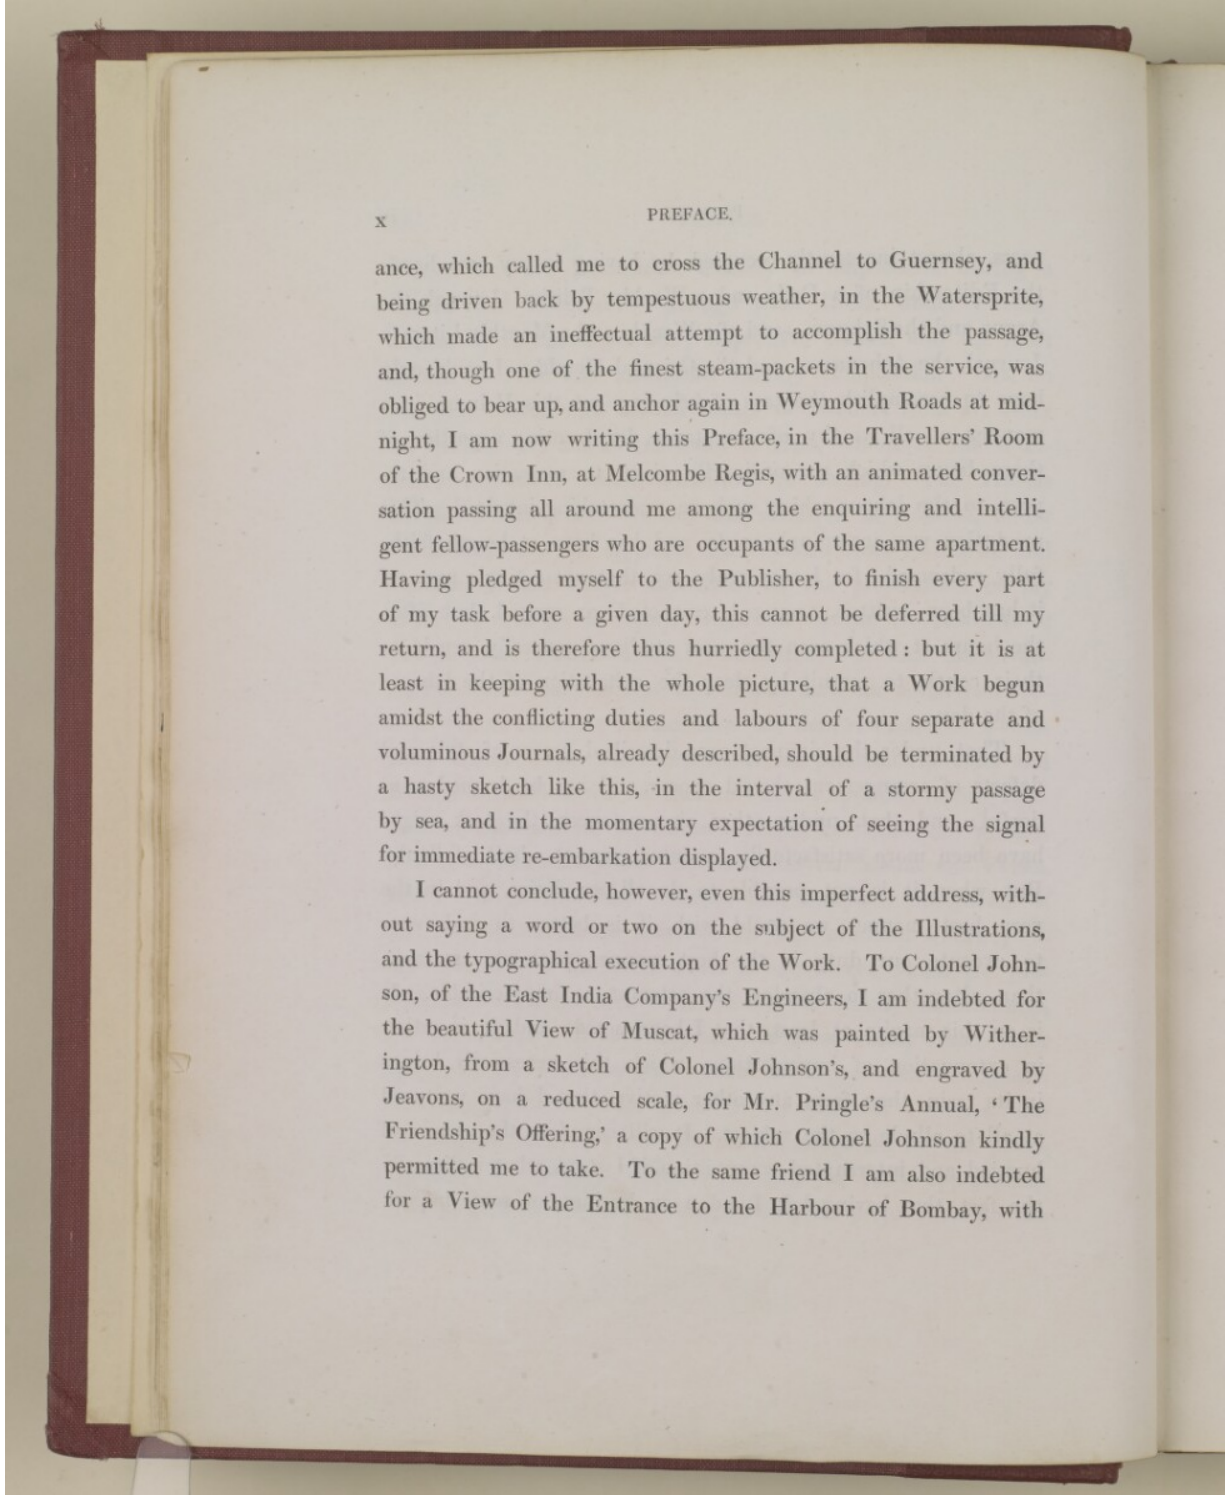 x PREFACE.
ance, which called me to cross the Channel to Guernsey, and
being driven back by tempestuous weather, in the Watersprite,
which made an ineffectual attempt to accomplish the passage,
and, though one of the finest steam-packets in the service, was
obliged to bear up, and anchor again in Weymouth Roads at mid-
night, I am now writing this Preface, in the Travellers' Room
of the Crown Inn, at Melcombe Regis, with an animated conver-
sation passing all around me among the enquiring and intelli-
gent fellow-passengers who are occupants of the same apartment.
Having pledged myself to the Publisher, to finish every part
of my task before a given day, this cannot be deferred till my
return, and is therefore thus hurriedly completed : but it is at
least in keeping with the whole picture, that a Work begun
amidst the conflicting duties and labours of four separate and
voluminous Journals, already described, should be terminated by
a hasty sketch like this, in the interval of a stormy passage
by sea, and in the momentary expectation of seeing the signal
for immediate re-embarkation displayed.
I cannot conclude, however, even this imperfect address, with-
out saying a word or two on the subject of the Illustrations,
and the typographical execution of the Work. To Colonel John-
son, of the East India Company's Engineers, I am indebted for
the beautiful View of Muscat, which was painted by Wither-
ington, from a sketch of Colonel Johnson's, and engraved by
Jeavons, on a reduced scale, for Mr. Pringle's Annual, ‘ The
Friendship's Offering,’ a copy of which Colonel Johnson kindly
permitted me to take. To the same friend I am also indebted
for a View of the Entrance to the Harbour of Bombay, with